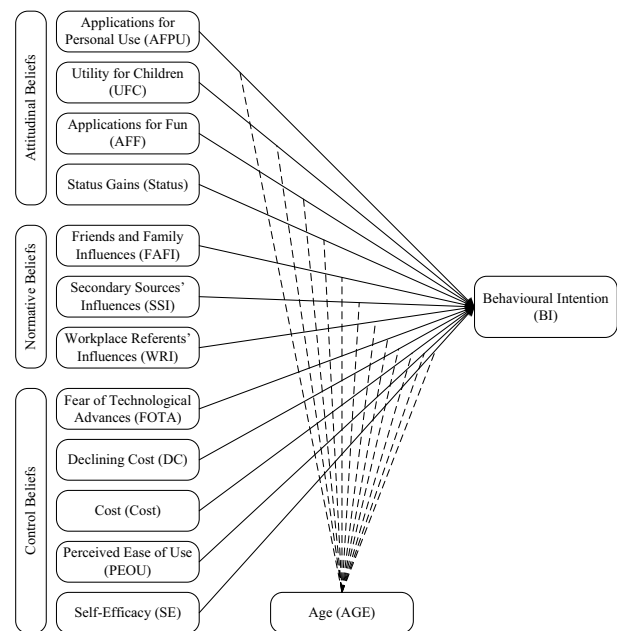 Attitudinal Beliefs
Applications for
Personal Use (AFPU)
Utility for Children
(UFC)
Applications for Fun
(AFF)
Status Gains (Status)
Normative Beliefs
Friends and Family
Influences (FAFI)
Secondary Sources'
Influences (SSI)
Workplace Referents'
Influences (WRI)
Control Beliefs
Fear of Technological
Advances (FOTA)
Declining Cost (DC)
Cost (Cost)
Perceived Ease of Use
(PEOU)
Self-Efficacy (SE)
Behavioural Intention
(BI)
Age (AGE)